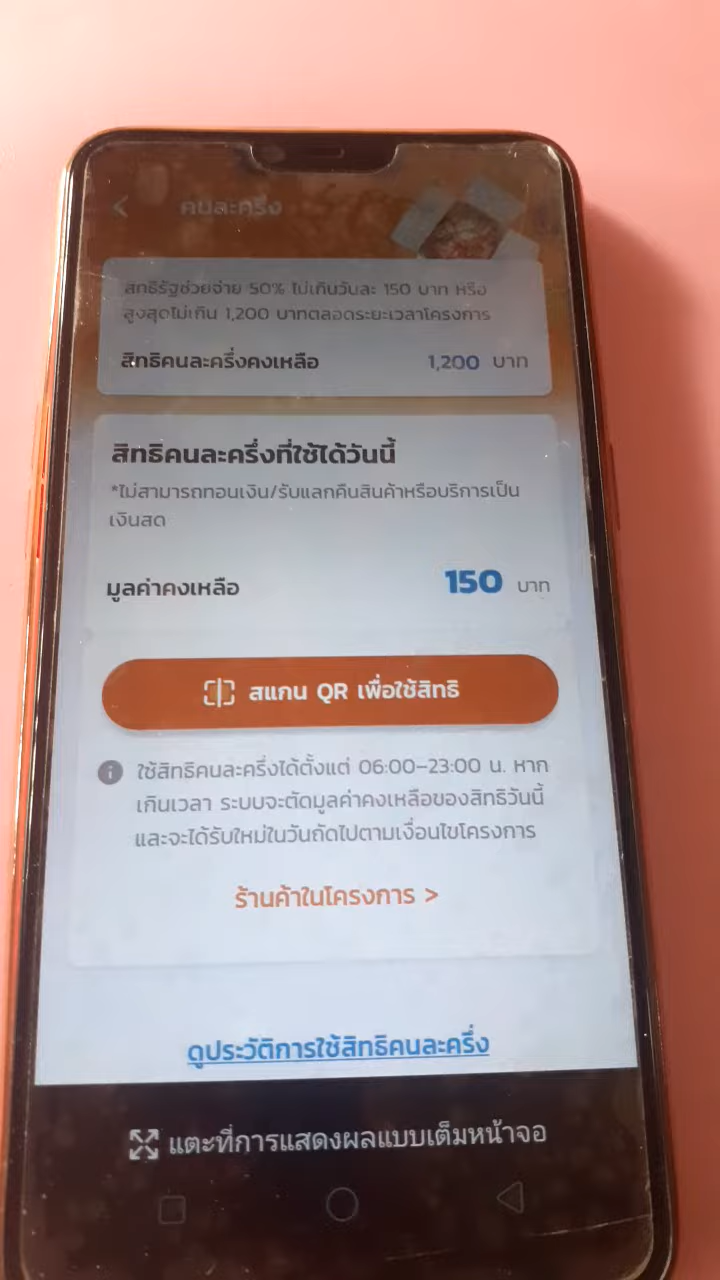 คนละครึ่ง
สิทธิรัฐช่วยจ่าย 50% ไม่เกินวันละ 150 บาท หรือ
สูงสุดไม่เกิน 1,200 บาทตลอดระยะเวลาโครงการ
สิทธิคนละครึ่งคงเหลือ 1,200 บาท
สิทธิคนละครึ่งที่ใช้ได้วันนี้
*ไม่สามารถทอนเงิน/รับแลกคืนสินค้าหรือบริการเป็น
เงินสด
มูลค่าคงเหลือ 150 บาท
สแกน QR เพื่อใช้สิทธิ
ใช้สิทธิคนละครึ่งได้ตั้งแต่ 06:00–23:00 น. หาก
เกินเวลา ระบบจะตัดมูลค่าคงเหลือของสิทธิวันนี้
และจะได้รับใหม่ในวันถัดไปตามเงื่อนไขโครงการ
ร้านค้าในโครงการ >
ดูประวัติการใช้สิทธิคนละครึ่ง
แตะที่การแสดงผลแบบเต็มหน้าจอ